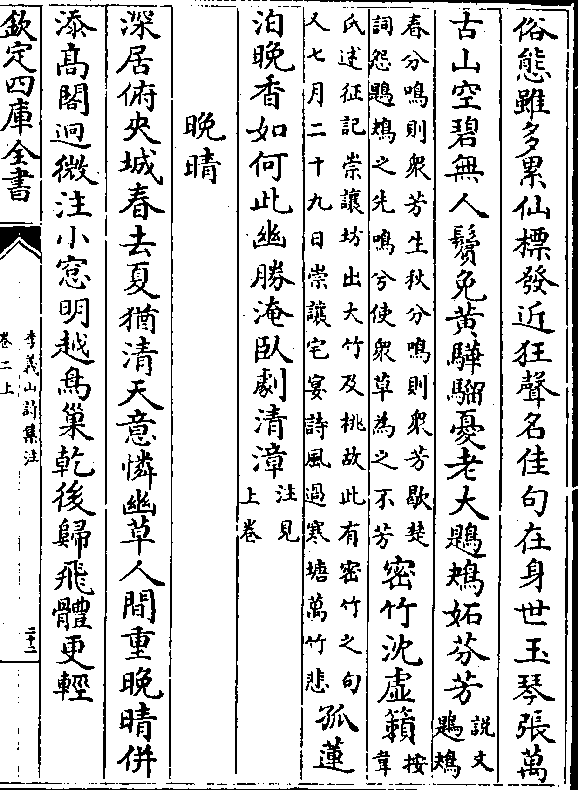 俗態雖多累仙標發近狂聲名佳句在身世玉琴張萬
古山空碧無人鬢免黃驊騮憂老大鶗鴂妬芬芳說文鶗鴂
春分鳴則衆芳生秋分鳴則衆芳歇楚詞恐鶗鴂之先鳴兮使衆草為之不芳密竹沈虛籟按韋
氏述征記崇讓坊出大竹及桃故此有密竹之句又七月二十九日崇讓宅宴詩風過寒塘萬竹悲孤蓮
泊晚香如何此幽勝淹臥劇清漳注見上卷
晚晴
深居俯夾城春去夏猶清天意憐幽草人間重晚晴併
添高閣迥微注小窓明越鳥巢乾後歸飛體更輕
欽定四庫全書
李義山詩集注
卷二上
二十二